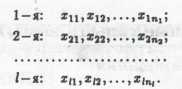 1-я: x₁₁, x₁₂, ..., x₁ₙ₁;
2-я: x₂₁, x₂₂, ..., x₂ₙ₂;
........................................
l-я: xₗ₁, xₗ₂, ..., xₗₙₗ.